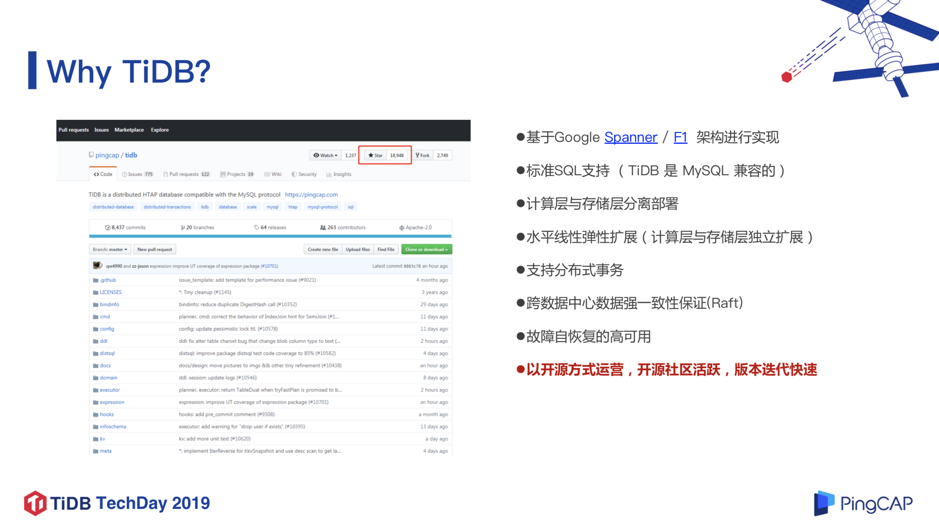 Why TiDB?
Pull requests Issues Marketplace Explore
pingcap / tidb
Watch 1,237 Star 18,948 Fork 2,749
Code Issues 775 Pull requests 122 Projects 19 Wiki Security Insights
TiDB is a distributed HTAP database compatible with the MySQL protocol https://pingcap.com
distributed-database distributed-transactions tidb database scale mysql htap mysql-protocol sql
8,437 commits 20 branches 64 releases 263 contributors Apache-2.0
Branch: master New pull request Create new file Upload files Find File Clone or download
qw4990 and zz-jason expression improve UT coverage of expression-package (#10701) Latest commit an hour ago
.github issue_template: add template for performance issue (#9021) 4 months ago
LICENSES *: Tiny cleanup (#1145) 3 years ago
bindinfo bindinfo: reduce duplicate DigestHash call (#10352) 29 days ago
cmd planner, cmd: correct the behavior of IndexJoin hint for SemiJoin (#1... 11 days ago
config config: update pessimistic lock ttl. (#10578) 11 days ago
ddl ddl: fix alter table charset bug that change blob column type to text (... 2 hours ago
distsql distsql: improve package distsql test code coverage to 85% (#10582) 4 days ago
docs docs/design: move pictures to imgs && other tiny refinement (#10438) an hour ago
domain ddl, session: update logs (#10546) 8 days ago
executor planner, executor: return TableDual when tryFastPlan is promised to b... 2 hours ago
expression expression: improve UT coverage of expression package (#10701) an hour ago
hooks hooks: add pre_commit comment (#9308) a month ago
infoschema executor: add warning for "drop user if exists" (#10395) 13 days ago
kv kv: add more unit test (#10620) a day ago
meta *: implement IterReverse for tikvSnapshot and use desc scan to get la... 4 days ago
●基于Google Spanner / F1 架构进行实现
●标准SQL支持 （ TiDB 是 MySQL 兼容的 ）
●计算层与存储层分离部署
●水平线性弹性扩展（ 计算层与存储层独立扩展 ）
●支持分布式事务
●跨数据中心数据强一致性保证(Raft)
●故障自恢复的高可用
●以开源方式运营，开源社区活跃，版本迭代快速
TiDB TechDay 2019
PingCAP